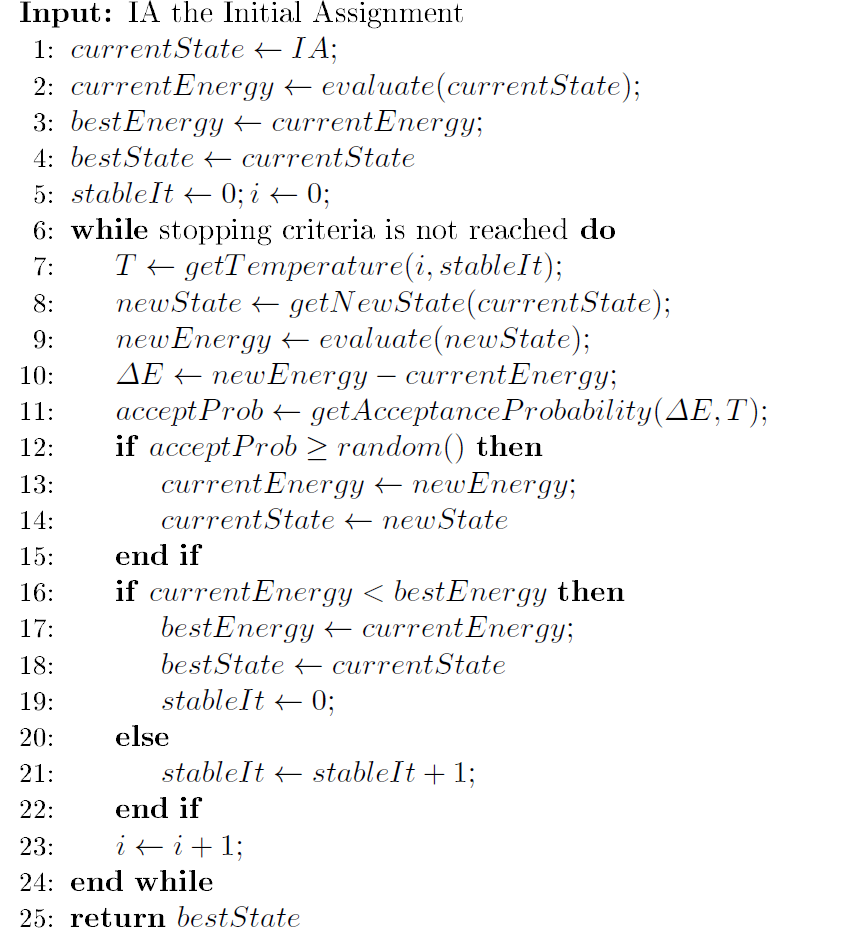 Input: IA the Initial Assignment
1: currentState ← IA;
2: currentEnergy ← evaluate(currentState);
3: bestEnergy ← currentEnergy;
4: bestState ← currentState
5: stableIt ← 0; i ← 0;
6: while stopping criteria is not reached do
7: T ← getTemperature(i, stableIt);
8: newState ← getNewState(currentState);
9: newEnergy ← evaluate(newState);
10: ΔE ← newEnergy − currentEnergy;
11: acceptProb ← getAcceptanceProbability(ΔE, T);
12: if acceptProb ≥ random() then
13: currentEnergy ← newEnergy;
14: currentState ← newState
15: end if
16: if currentEnergy < bestEnergy then
17: bestEnergy ← currentEnergy;
18: bestState ← currentState
19: stableIt ← 0;
20: else
21: stableIt ← stableIt + 1;
22: end if
23: i ← i + 1;
24: end while
25: return bestState